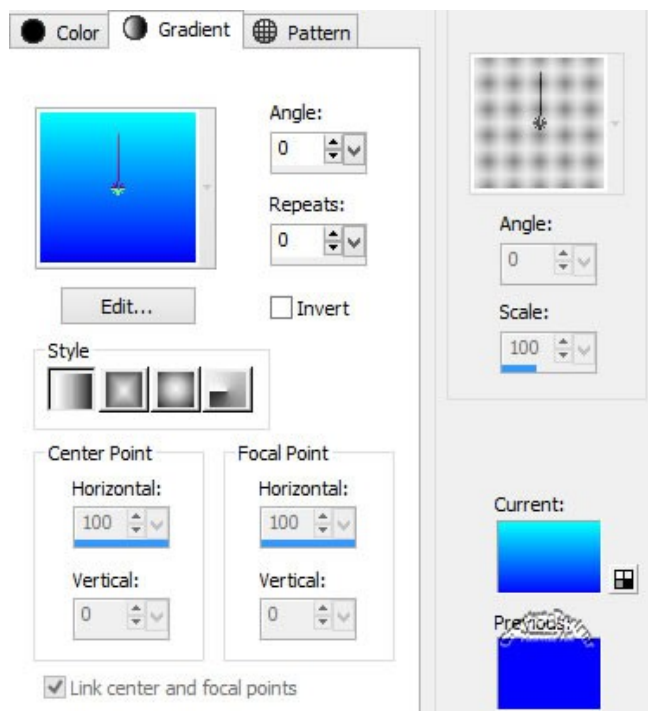 Color Gradient Pattern
Angle:
0
Repeats:
0
Edit...
Invert
Style
Center Point
Horizontal:
100
Vertical:
0
Focal Point
Horizontal:
100
Vertical:
0
Link center and focal points
Angle:
0
Scale:
100
Current:
Previous: